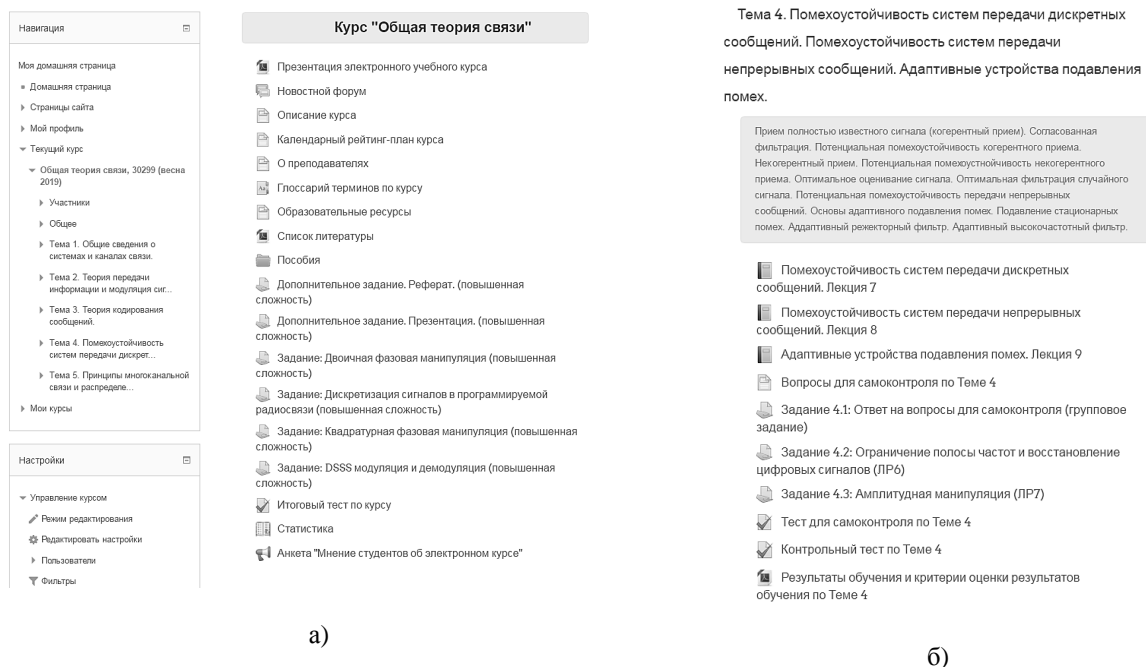 Навигация
Моя домашняя страница
Домашняя страница
Страницы сайта
Мой профиль
Текущий курс
Общая теория связи, 30299 (весна
2019)
Участники
Общее
Тема 1. Общие сведения о
системах и каналах связи.
Тема 2. Теория передачи
информации и модуляция сиг...
Тема 3. Теория кодирования
сообщений.
Тема 4. Помехоустойчивость
систем передачи дискрет...
Тема 5. Принципы многоканальной
связи и распределе...
Мои курсы
Настройки
Управление курсом
Режим редактирования
Редактировать настройки
Пользователи
Фильтры
Курс "Общая теория связи"
Презентация электронного учебного курса
Новостной форум
Описание курса
Календарный рейтинг-план курса
О преподавателях
Глоссарий терминов по курсу
Образовательные ресурсы
Список литературы
Пособия
Дополнительное задание. Реферат. (повышенная
сложность)
Дополнительное задание. Презентация. (повышенная
сложность)
Задание: Двоичная фазовая манипуляция (повышенная
сложность)
Задание: Дискретизация сигналов в программируемой
радиосвязи (повышенная сложность)
Задание: Квадратурная фазовая манипуляция (повышенная
сложность)
Задание: DSSS модуляция и демодуляция (повышенная
сложность)
Итоговый тест по курсу
Статистика
Анкета "Мнение студентов об электронном курсе"
а)
Тема 4. Помехоустойчивость систем передачи дискретных
сообщений. Помехоустойчивость систем передачи
непрерывных сообщений. Адаптивные устройства подавления
помех.
Прием полностью известного сигнала (когерентный прием). Согласованная
фильтрация. Потенциальная помехоустойчивость когерентного приема.
Некогерентный прием. Потенциальная помехоустойчивость некогерентного
приема. Оптимальное оценивание сигнала. Оптимальная фильтрация случайного
сигнала. Потенциальная помехоустойчивость передачи непрерывных
сообщений. Основы адаптивного подавления помех. Подавление стационарных
помех. Аддаптивный режекторный фильтр. Адаптивный высокочастотный фильтр.
Помехоустойчивость систем передачи дискретных
сообщений. Лекция 7
Помехоустойчивость систем передачи непрерывных
сообщений. Лекция 8
Адаптивные устройства подавления помех. Лекция 9
Вопросы для самоконтроля по Теме 4
Задание 4.1: Ответ на вопросы для самоконтроля (групповое
задание)
Задание 4.2: Ограничение полосы частот и восстановление
цифровых сигналов (ЛР6)
Задание 4.3: Амплитудная манипуляция (ЛР7)
Тест для самоконтроля по Теме 4
Контрольный тест по Теме 4
Результаты обучения и критерии оценки результатов
обучения по Теме 4
б)